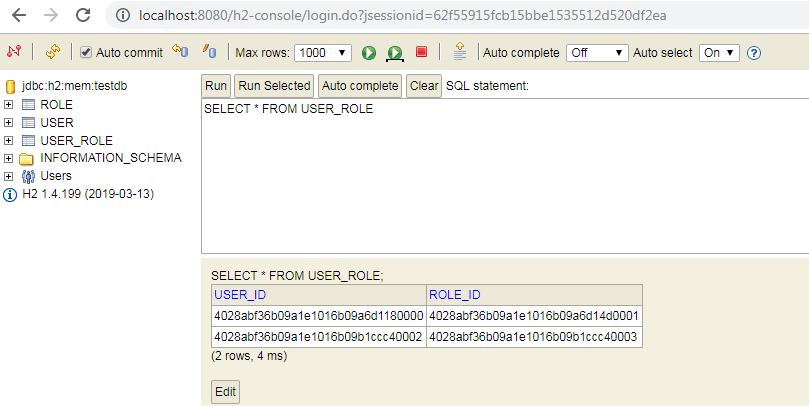 localhost:8080/h2-console/login.do?jsessionid=62f55915fcb15bbe1535512d520df2ea
Auto commit Max rows: 1000 Auto complete Off Auto select On
jdbc:h2:mem:testdb
ROLE
USER
USER_ROLE
INFORMATION_SCHEMA
Users
H2 1.4.199 (2019-03-13)
Run Run Selected Auto complete Clear SQL statement:
SELECT * FROM USER_ROLE
SELECT * FROM USER_ROLE;
USER_ID ROLE_ID
4028abf36b09a1e1016b09a6d1180000 4028abf36b09a1e1016b09a6d14d0001
4028abf36b09a1e1016b09b1ccc40002 4028abf36b09a1e1016b09b1ccc40003
(2 rows, 4 ms)
Edit